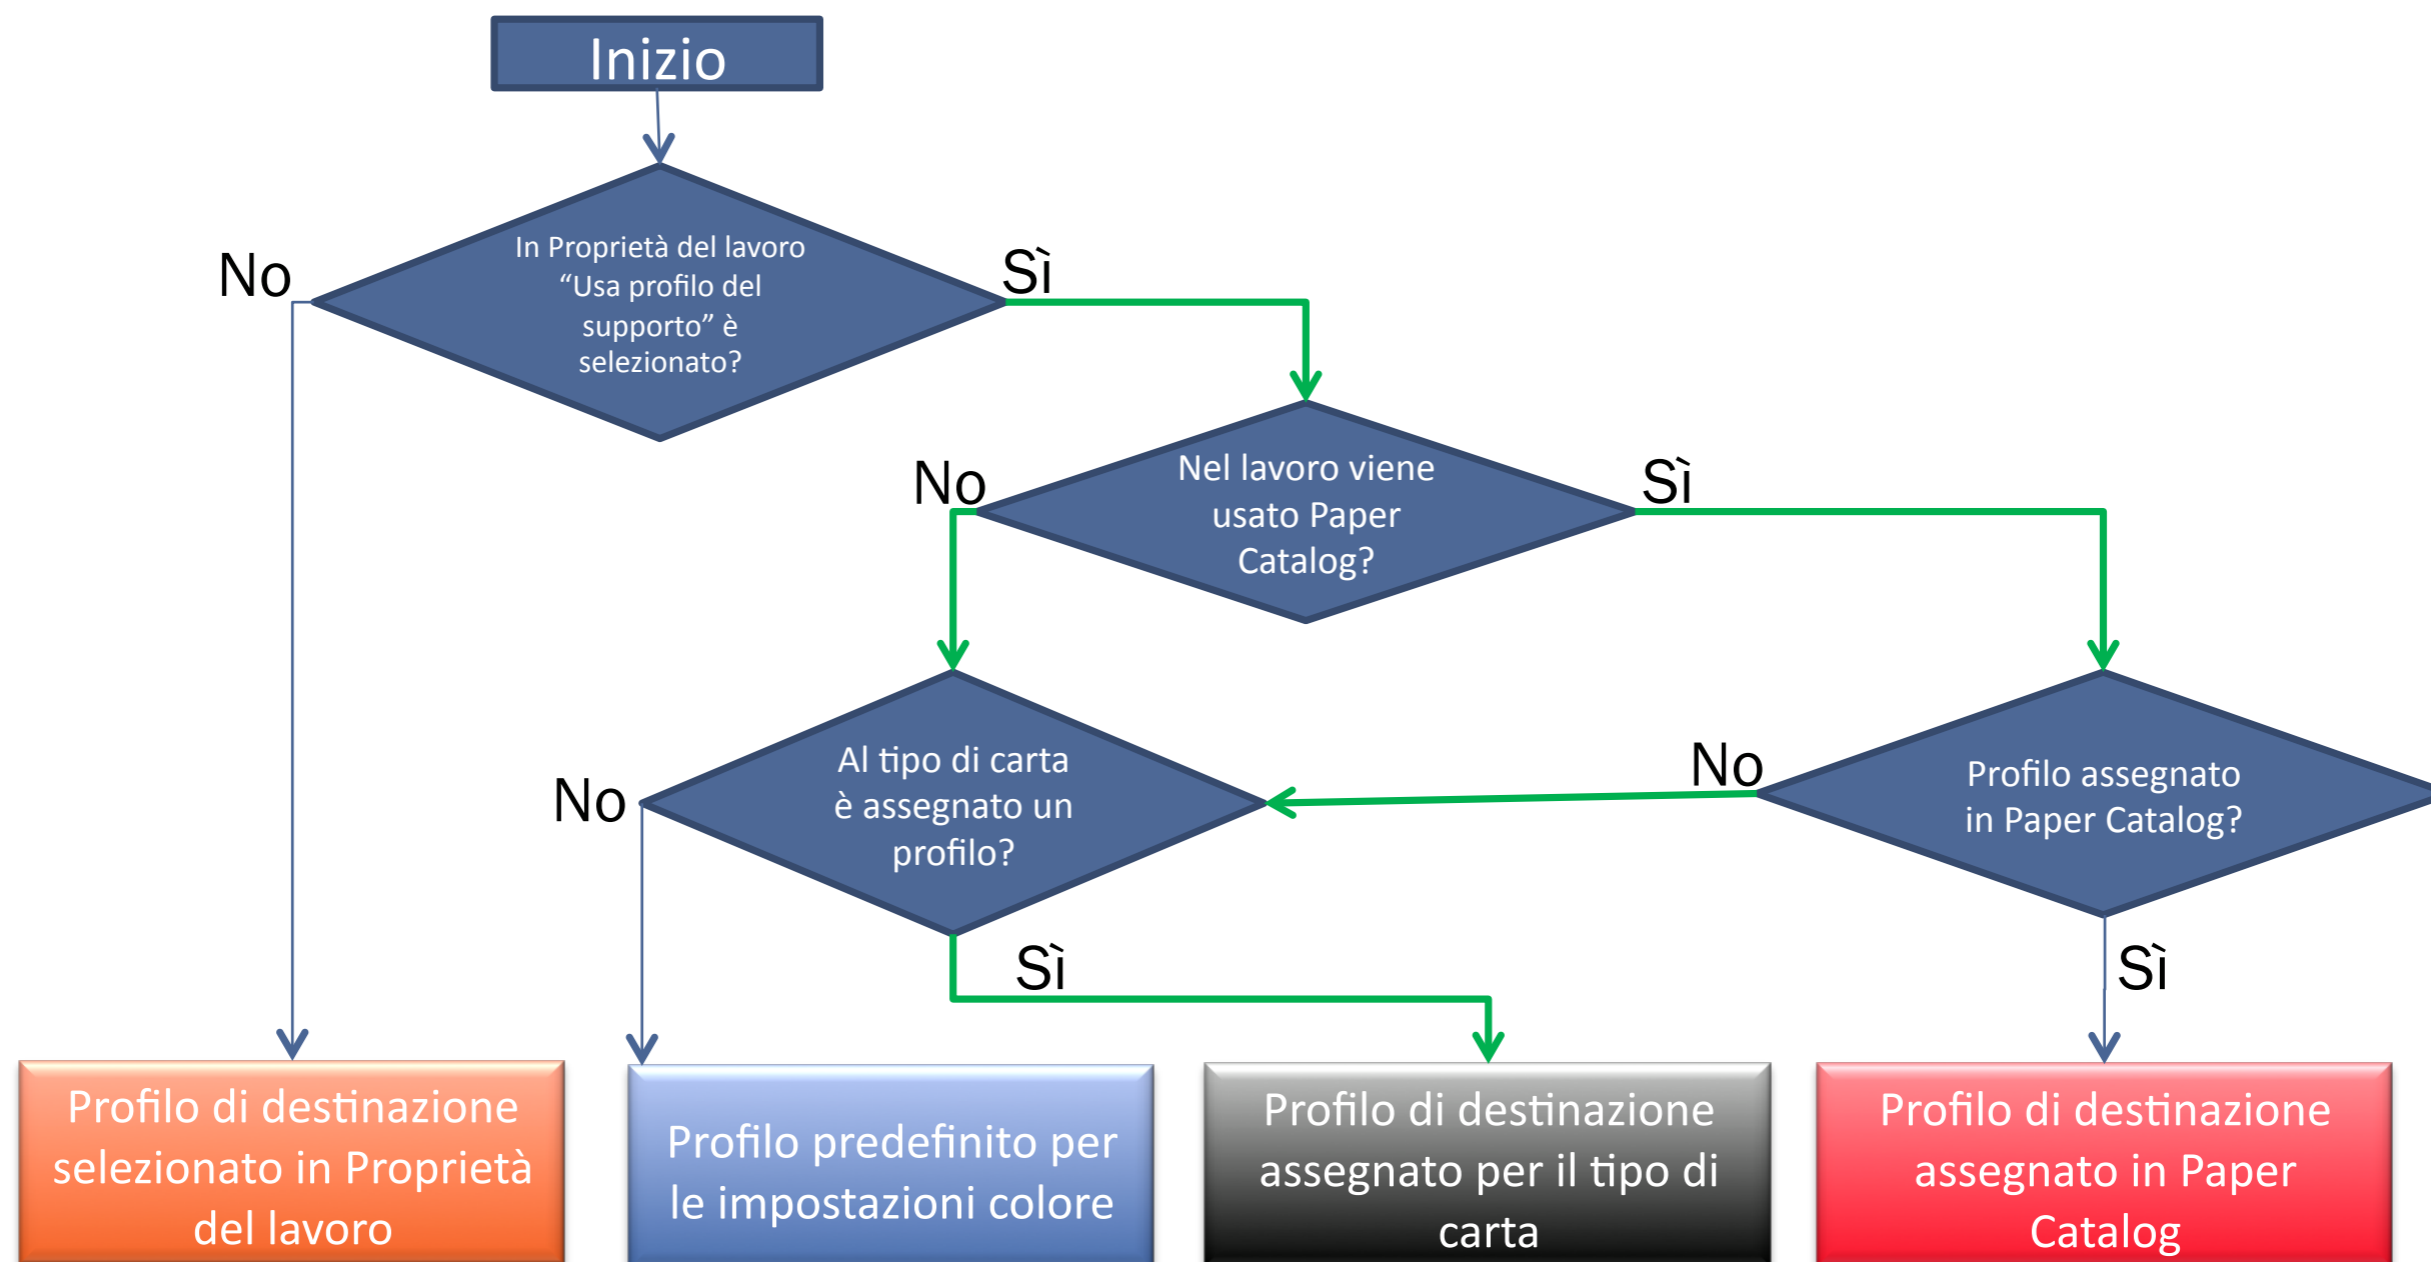 Inizio
In Proprietà del lavoro
“Usa profilo del
supporto” è
selezionato?
No
Sì
Nel lavoro viene
usato Paper
Catalog?
No
Sì
Al tipo di carta
è assegnato un
profilo?
No
Sì
Profilo assegnato
in Paper Catalog?
No
Sì
Profilo di destinazione
selezionato in Proprietà
del lavoro
Profilo predefinito per
le impostazioni colore
Profilo di destinazione
assegnato per il tipo di
carta
Profilo di destinazione
assegnato in Paper
Catalog